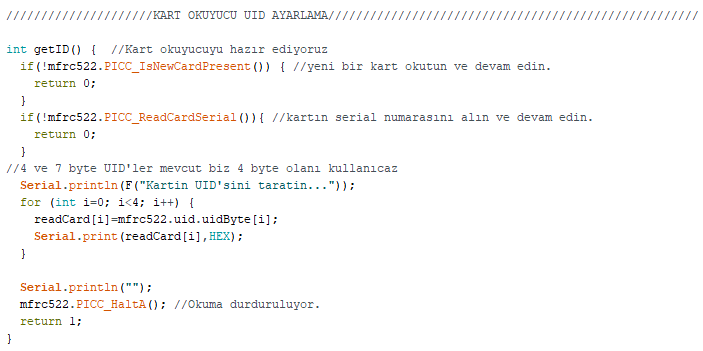 /////////////////////KART OKUYUCU UID AYARLAMA/////////////////////////////////////////////////////
int getID() {  //Kart okuyucuyu hazır ediyoruz
  if(!mfrc522.PICC_IsNewCardPresent()) { //yeni bir kart okutun ve devam edin.
    return 0;
  }
  if(!mfrc522.PICC_ReadCardSerial()){ //kartın serial numarasını alın ve devam edin.
    return 0;
  }
//4 ve 7 byte UID'ler mevcut biz 4 byte olanı kullanıcaz
  Serial.println(F("Kartin UID'sini taratin..."));
  for (int i=0; i<4; i++) {
    readCard[i]=mfrc522.uid.uidByte[i];
    Serial.print(readCard[i],HEX);
  }
  Serial.println("");
  mfrc522.PICC_HaltA(); //Okuma durduruluyor.
  return 1;
}